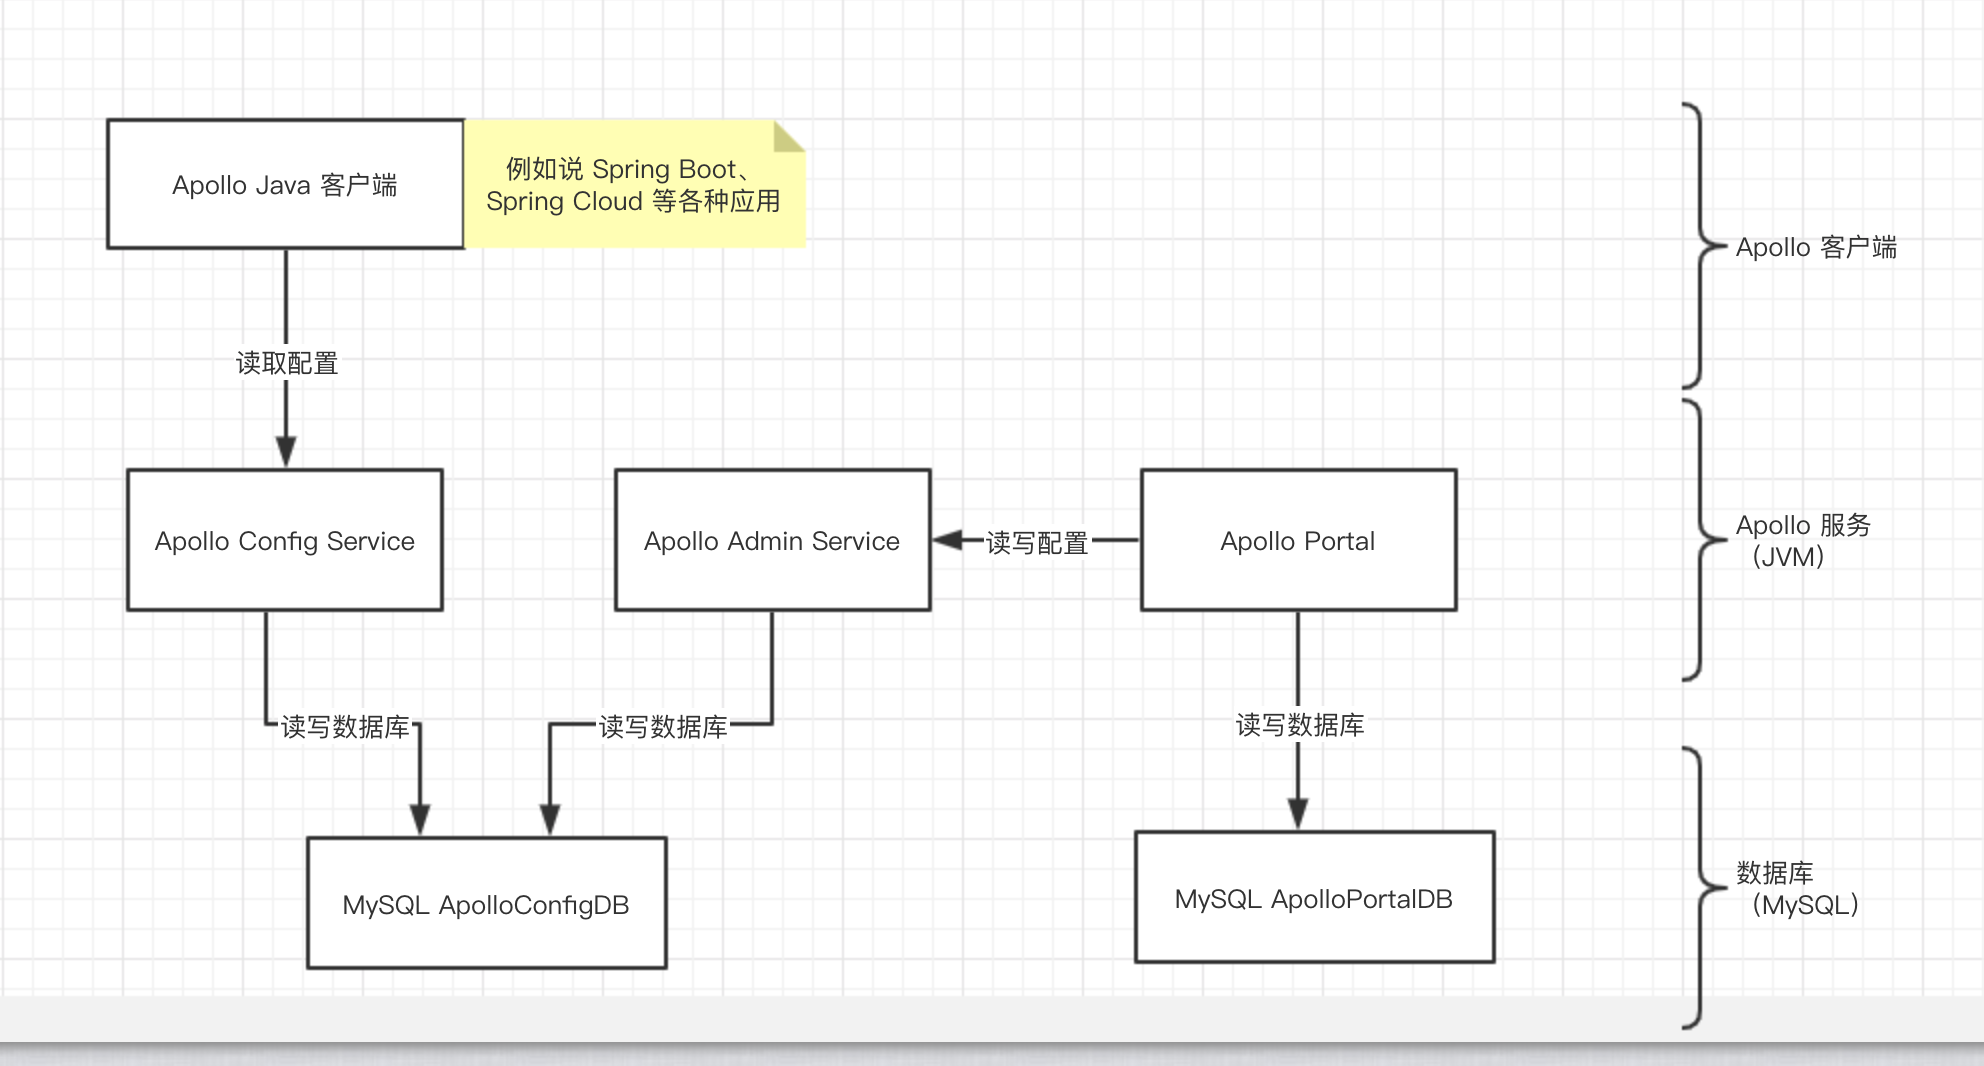 Apollo Java 客户端
例如说 Spring Boot、
Spring Cloud 等各种应用
Apollo 客户端
读取配置
Apollo Config Service
Apollo Admin Service
读写配置
Apollo Portal
Apollo 服务
（JVM）
读写数据库
读写数据库
读写数据库
MySQL ApolloConfigDB
MySQL ApolloPortalDB
数据库
（MySQL）